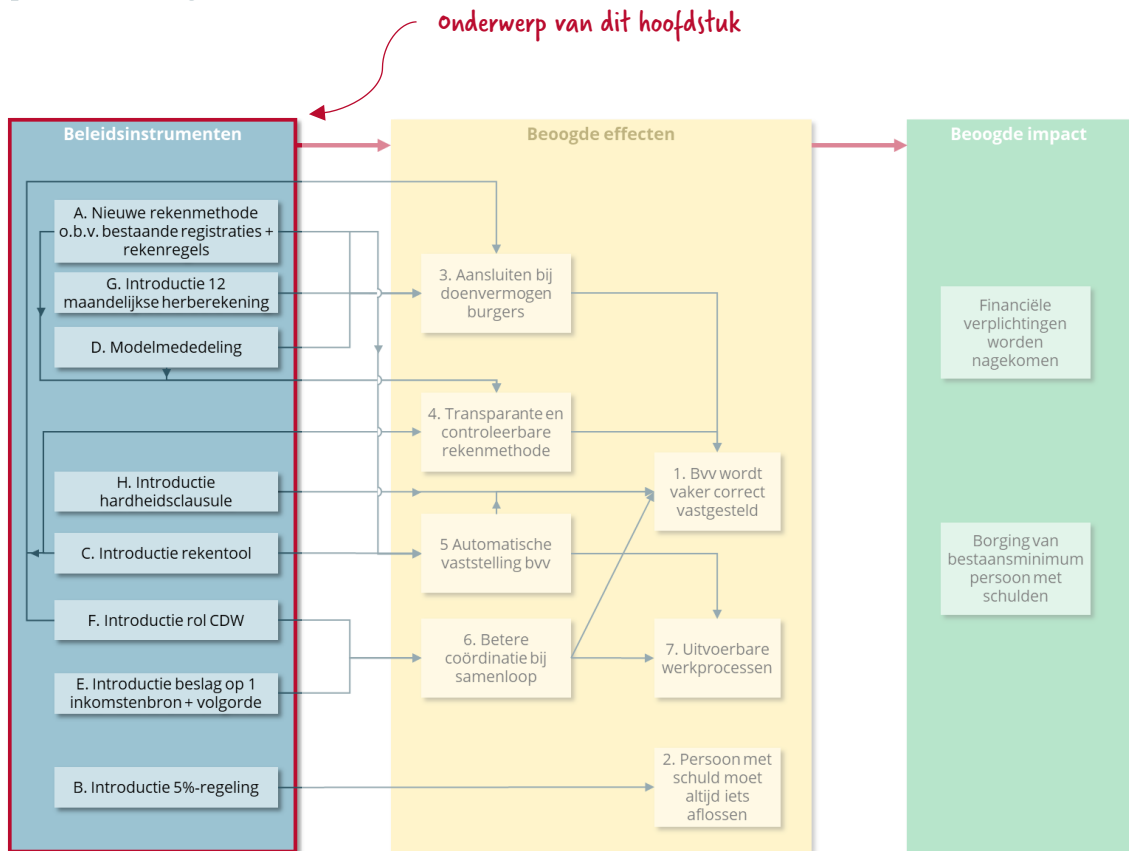 Onderwerp van dit hoofdstuk
Beleidsinstrumenten
A. Nieuwe rekenmethode
o.b.v. bestaande registraties +
rekenregels
G. Introductie 12
maandelijkse herberekening
D. Modelmededeling
H. Introductie
hardheidsclausule
C. Introductie rekentool
F. Introductie rol CDW
E. Introductie beslag op 1
inkomstenbron + volgorde
B. Introductie 5%-regeling
Beoogde effecten
3. Aansluiten bij
doenvermogen
burgers
4. Transparante en
controleerbare
rekenmethode
5 Automatische
vaststelling bvv
6. Betere
coördinatie bij
samenloop
1. Bvv wordt
vaker correct
vastgesteld
7. Uitvoerbare
werkprocessen
2. Persoon met
schuld moet
altijd iets
aflossen
Beoogde impact
Financiële
verplichtingen
worden
nagekomen
Borging van
bestaansminimum
persoon met
schulden